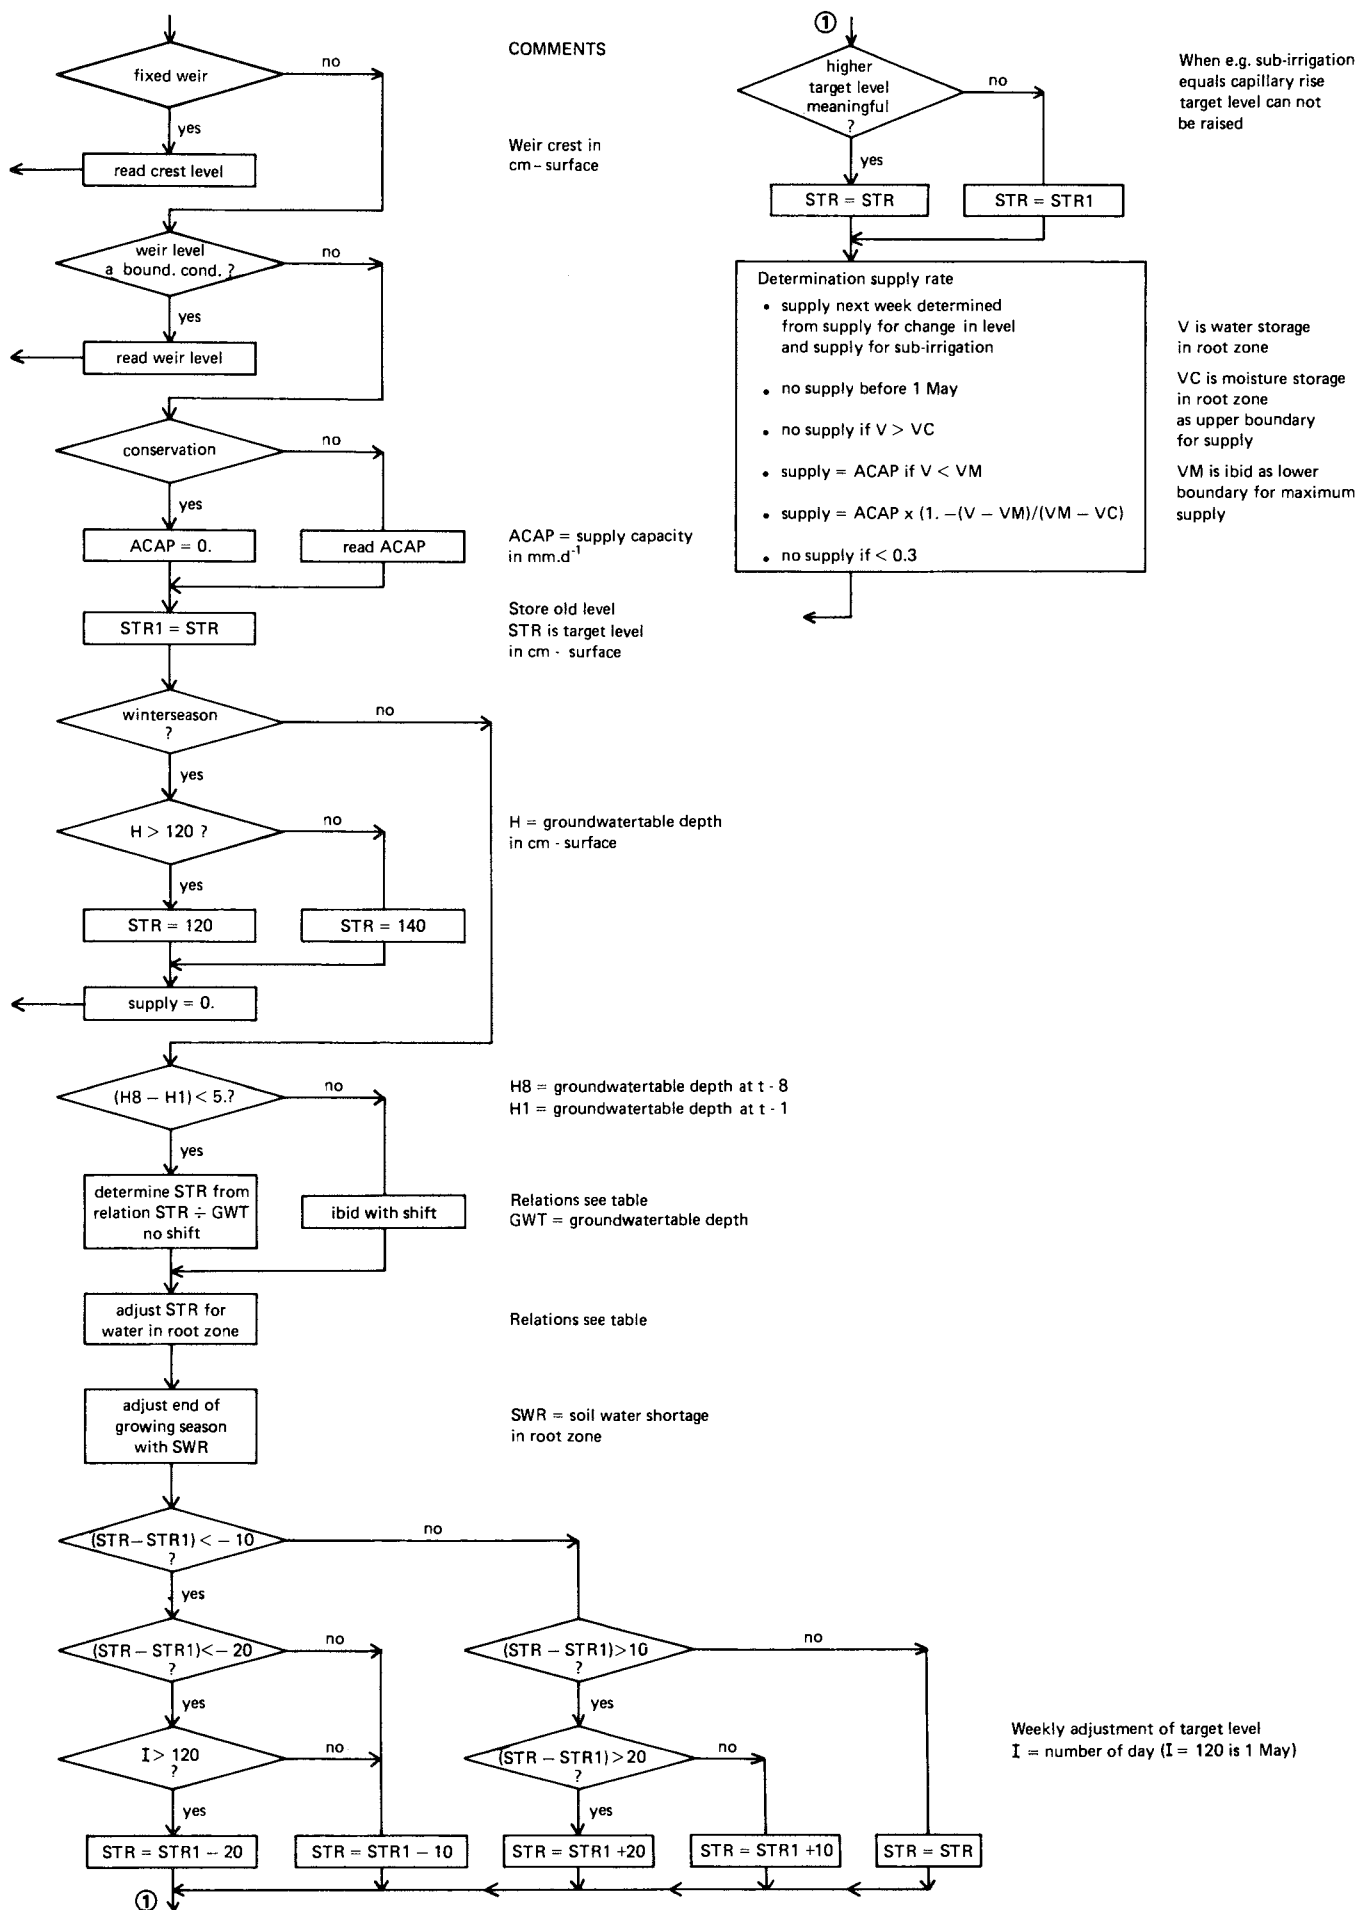 COMMENTS
fixed weir
no
yes
read crest level
Weir crest in
cm – surface
weir level
a bound. cond. ?
no
yes
read weir level
conservation
no
yes
ACAP = 0.
read ACAP
ACAP = supply capacity
in mm.d-1
STR1 = STR
Store old level
STR is target level
in cm - surface
winterseason
?
no
yes
H > 120 ?
no
yes
H = groundwatertable depth
in cm - surface
STR = 120
STR = 140
supply = 0.
(H8 – H1) < 5.?
no
yes
H8 = groundwatertable depth at t - 8
H1 = groundwatertable depth at t - 1
determine STR from
relation STR ÷ GWT
no shift
ibid with shift
Relations see table
GWT = groundwatertable depth
adjust STR for
water in root zone
Relations see table
adjust end of
growing season
with SWR
SWR = soil water shortage
in root zone
(STR–STR1) < – 10
?
no
yes
(STR – STR1)<– 20
?
no
yes
(STR – STR1)>10
?
no
yes
I > 120
?
no
yes
(STR – STR1)>20
?
no
yes
Weekly adjustment of target level
I = number of day (I = 120 is 1 May)
STR = STR1 – 20
STR = STR1 – 10
STR = STR1 +20
STR = STR1 +10
STR = STR
①
①
higher
target level
meaningful
?
no
yes
When e.g. sub-irrigation
equals capillary rise
target level can not
be raised
STR = STR
STR = STR1
Determination supply rate
• supply next week determined
from supply for change in level
and supply for sub-irrigation
• no supply before 1 May
• no supply if V > VC
• supply = ACAP if V < VM
• supply = ACAP x (1. –(V – VM)/(VM – VC)
• no supply if < 0.3
V is water storage
in root zone
VC is moisture storage
in root zone
as upper boundary
for supply
VM is ibid as lower
boundary for maximum
supply